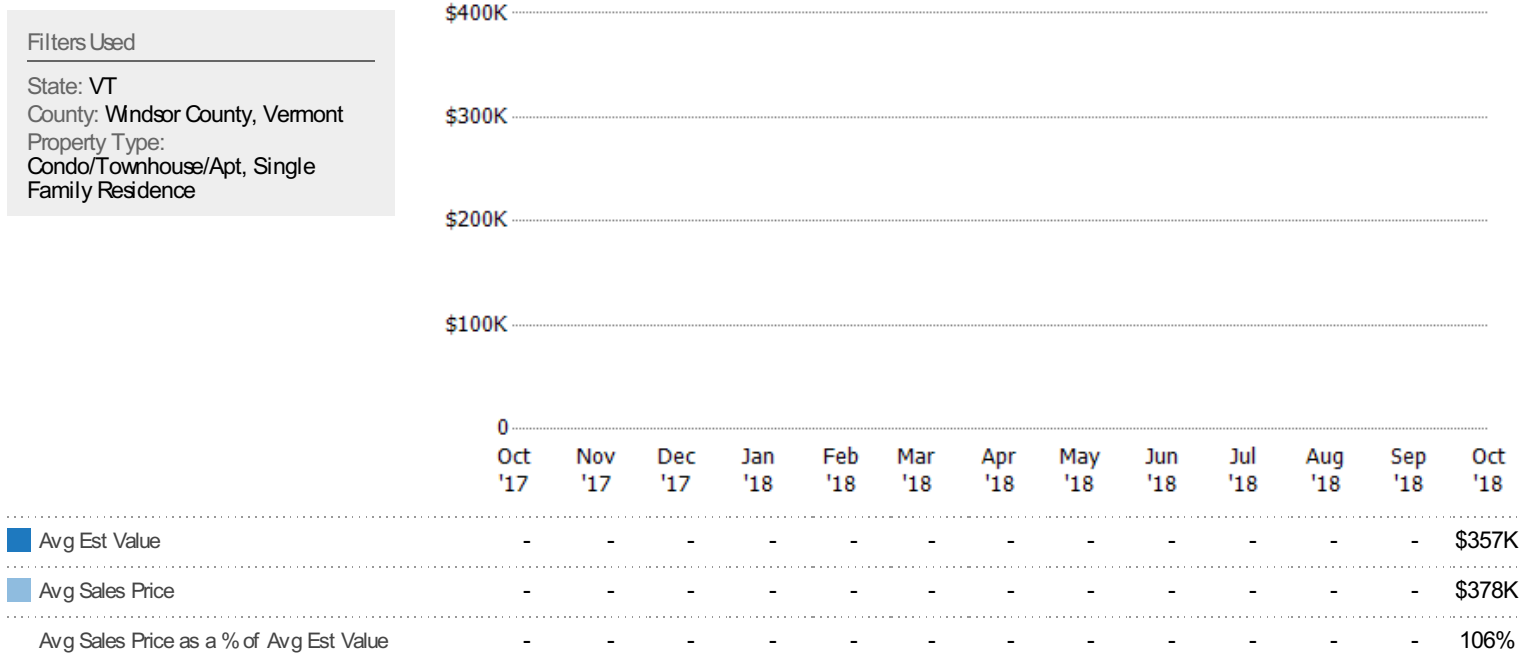 Filters Used
State: VT
County: Windsor County, Vermont
Property Type:
Condo/Townhouse/Apt, Single
Family Residence
$400K
$300K
$200K
$100K
0
Oct Nov Dec Jan Feb Mar Apr May Jun Jul Aug Sep Oct
'17 '17 '17 '18 '18 '18 '18 '18 '18 '18 '18 '18 '18
Avg Est Value - - - - - - - - - - - - $357K
Avg Sales Price - - - - - - - - - - - - $378K
Avg Sales Price as a % of Avg Est Value - - - - - - - - - - - - 106%